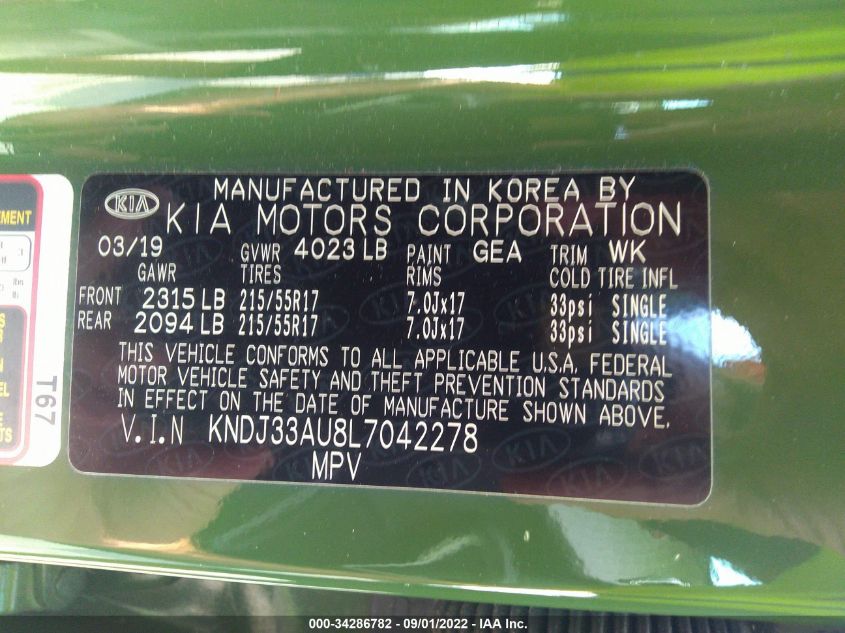 MANUFACTURED IN KOREA BY
KIA KIA MOTORS CORPORATION
03/19 GVWR 4023 LB PAINT GEA TRIM WK
GAWR TIRES RIMS COLD TIRE INFL
FRONT 2315 LB 215/55R17 7.0Jx17 33psi SINGLE
REAR 2094 LB 215/55R17 7.0Jx17 33psi SINGLE
THIS VEHICLE CONFORMS TO ALL APPLICABLE U.S.A. FEDERAL
MOTOR VEHICLE SAFETY AND THEFT PREVENTION STANDARDS
IN EFFECT ON THE DATE OF MANUFACTURE SHOWN ABOVE.
V.I.N KNDJ33AU8L7042278
MPV
T67
000-34286782 - 09/01/2022 - IAA Inc.